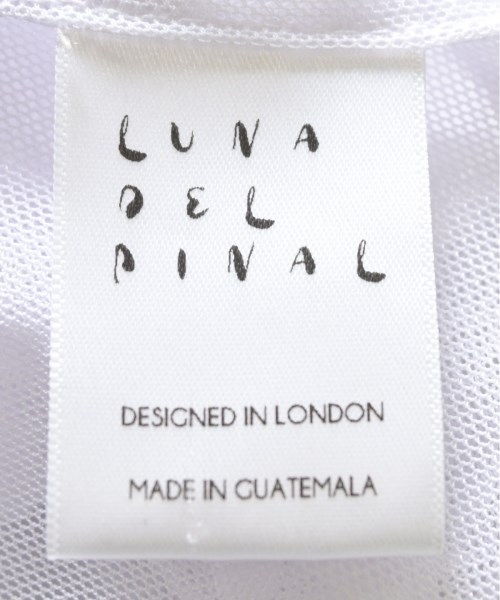 LUNA
DEL
PINAL
DESIGNED IN LONDON
MADE IN GUATEMALA